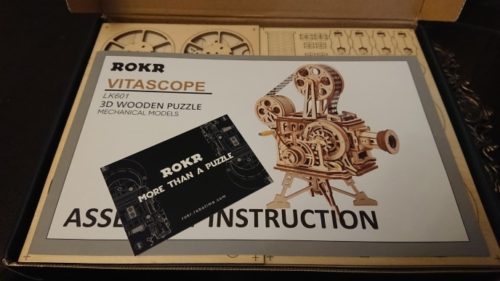 ROKR
VITASCOPE
LK601
3D WOODEN PUZZLE
MECHANICAL MODELS
ROKR
MORE THAN A PUZZLE
INSTRUCTION